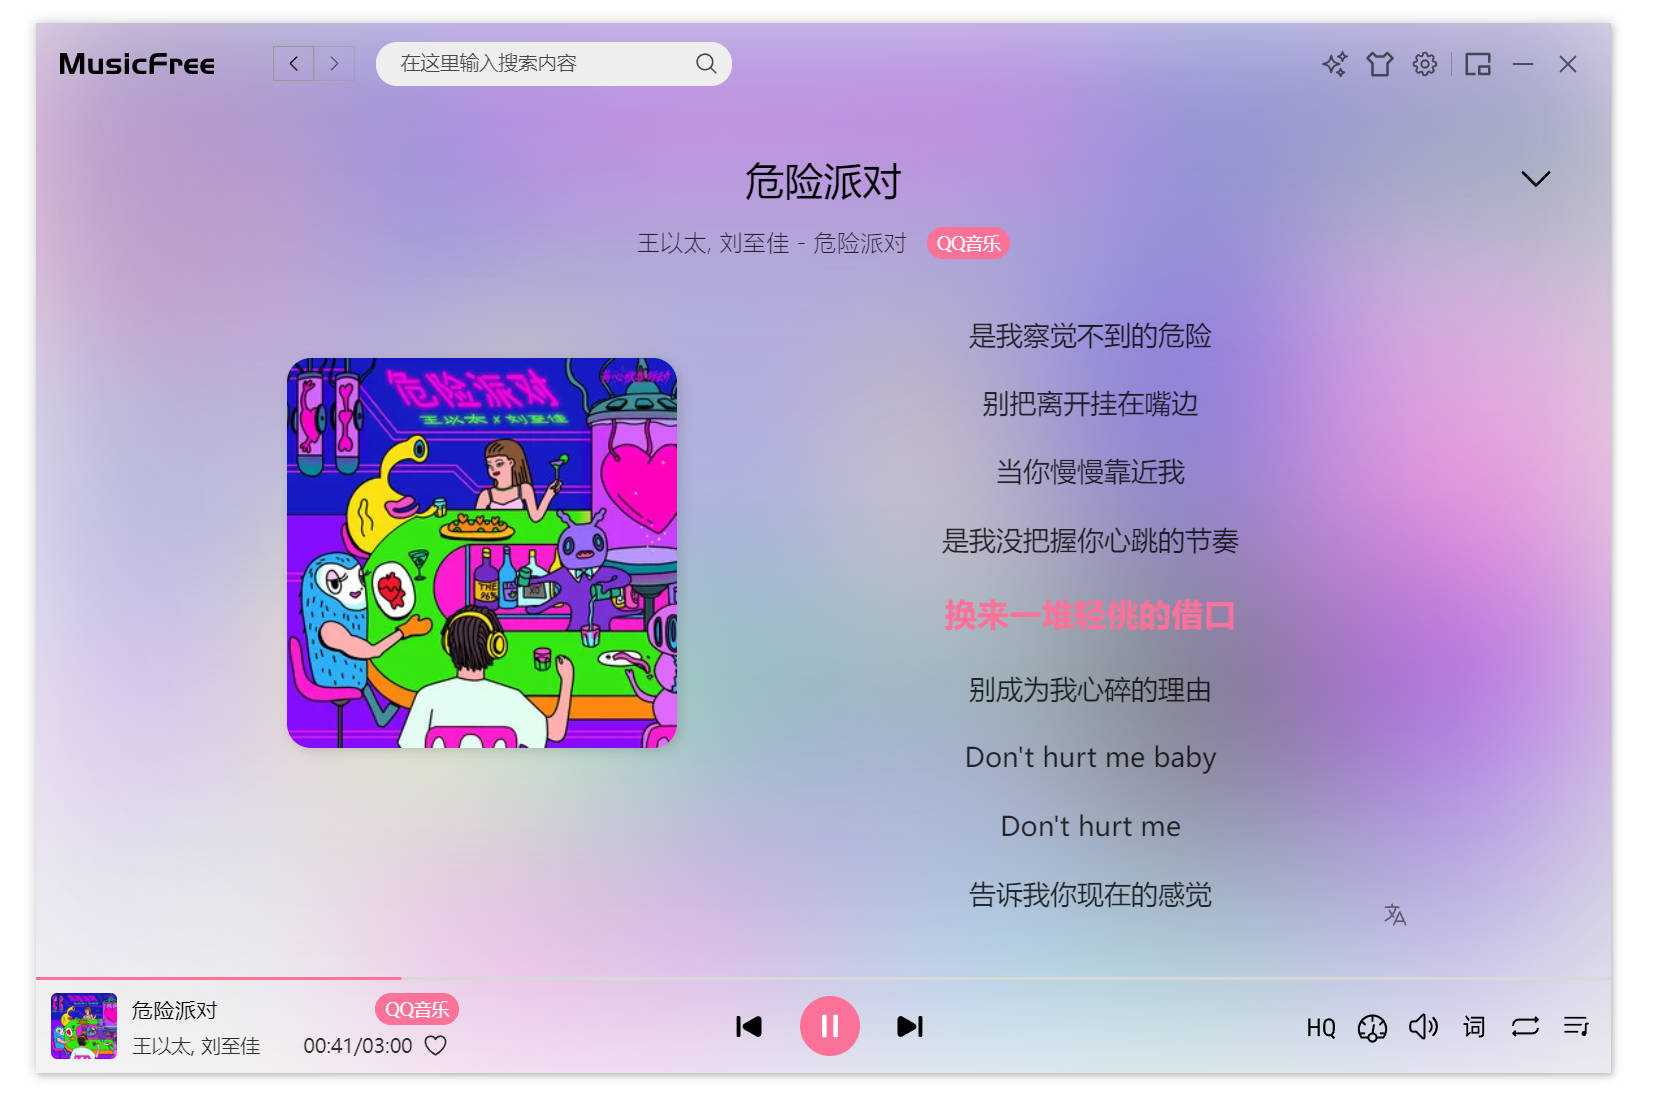 MusicFree
在这里输入搜索内容
危险派对
王以太, 刘至佳 - 危险派对 QQ音乐
危险派对
王以太 x 刘至佳
THE
96%
XO
是我察觉不到的危险
别把离开挂在嘴边
当你慢慢靠近我
是我没把握你心跳的节奏
换来一堆轻佻的借口
别成为我心碎的理由
Don't hurt me baby
Don't hurt me
告诉我你现在的感觉
文A
危险派对 QQ音乐
王以太, 刘至佳 00:41/03:00
HQ 词